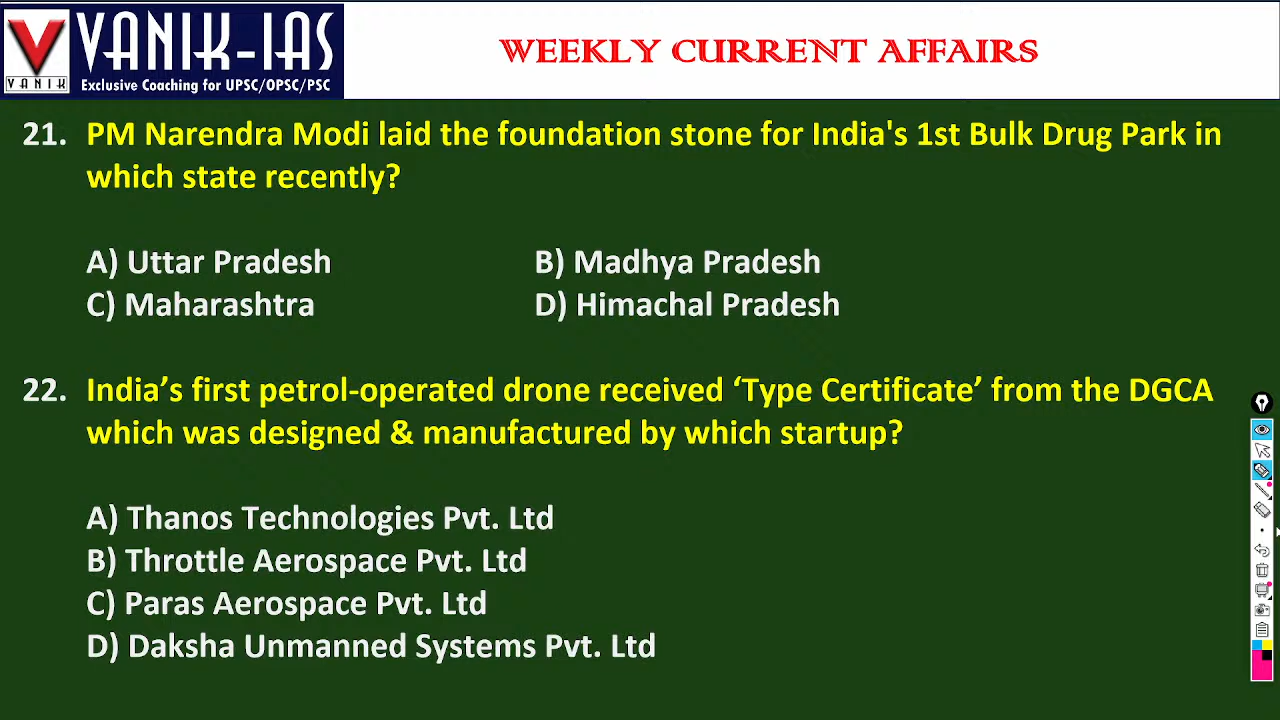 VANIK-IAS
VANIK
Exclusive Coaching for UPSC/OPSC/PSC
WEEKLY CURRENT AFFAIRS
21. PM Narendra Modi laid the foundation stone for India's 1st Bulk Drug Park in
which state recently?
A) Uttar Pradesh B) Madhya Pradesh
C) Maharashtra D) Himachal Pradesh
22. India’s first petrol-operated drone received ‘Type Certificate’ from the DGCA
which was designed & manufactured by which startup?
A) Thanos Technologies Pvt. Ltd
B) Throttle Aerospace Pvt. Ltd
C) Paras Aerospace Pvt. Ltd
D) Daksha Unmanned Systems Pvt. Ltd